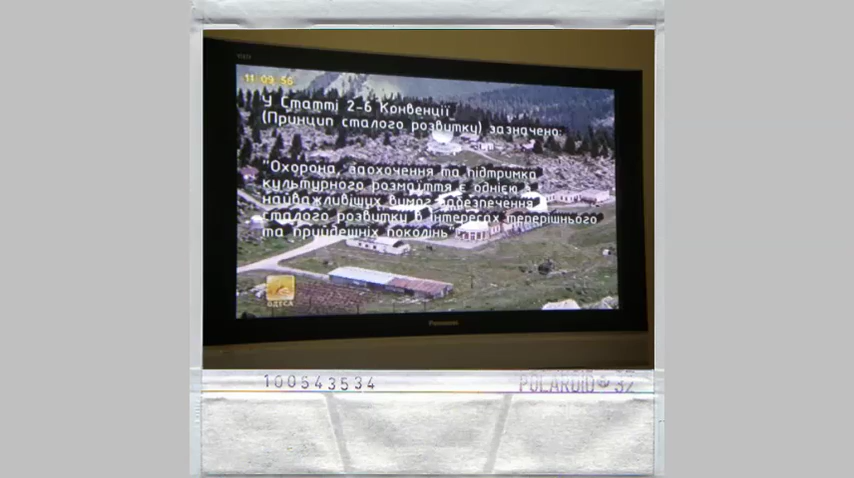 11 09 56
У Статті 2-6 Конвенції
(Принцип сталого розвитку) зазначено:
"Охорона, заохочення та підтримка
культурного розмаїття є однією з
найважливіших вимог забезпечення
сталого розвитку в інтересах теперішнього
та прийдешніх поколінь".
ОДЕСА
Panasonic
100543534
POLAROID 37